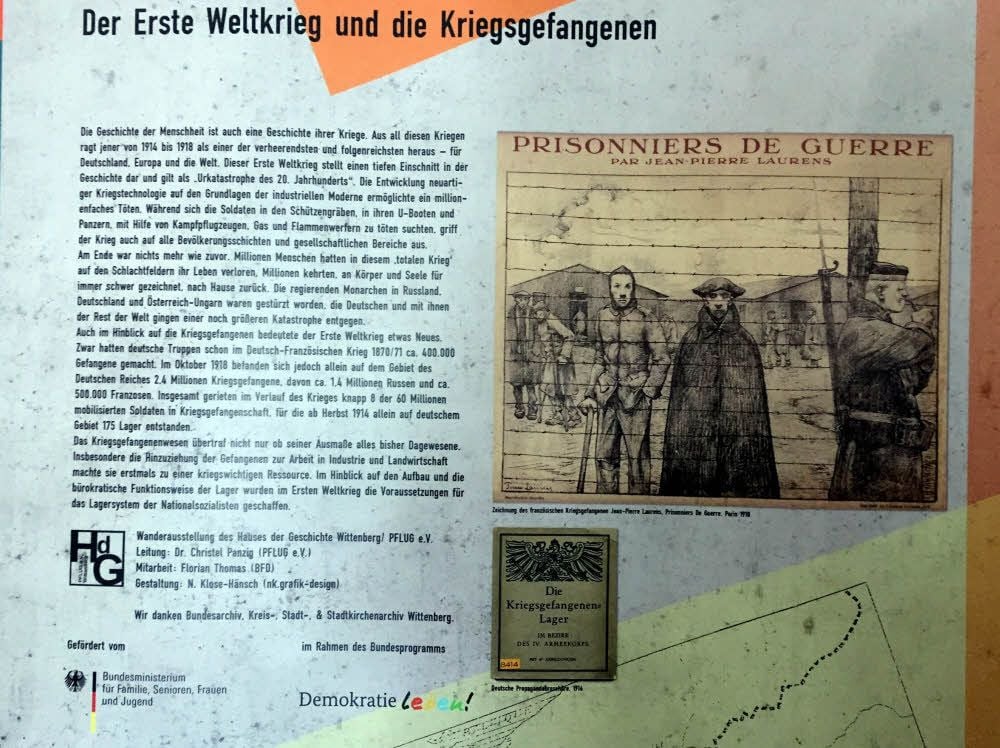 Der Erste Weltkrieg und die Kriegsgefangenen
Die Geschichte der Menschheit ist auch eine Geschichte ihrer Kriege. Aus all diesen Kriegen
ragt jener von 1914 bis 1918 als einer der verheerendsten und folgenreichsten heraus – für
Deutschland, Europa und die Welt. Dieser Erste Weltkrieg stellt einen tiefen Einschnitt in der
Geschichte dar und gilt als „Urkatastrophe des 20. Jahrhunderts“. Die Entwicklung neuarti-
ger Kriegstechnologie auf den Grundlagen der industriellen Moderne ermöglichte ein million-
enfaches Töten. Während sich die Soldaten in den Schützengräben, in ihren U-Booten und
Panzern, mit Hilfe von Kampfflugzeugen, Gas und Flammenwerfern zu töten suchten, griff
der Krieg auch auf alle Bevölkerungsschichten und gesellschaftlichen Bereiche aus.
Am Ende war nichts mehr wie zuvor. Millionen Menschen hatten in diesem „totalen Krieg“
auf den Schlachtfeldern ihr Leben verloren, Millionen kehrten, an Körper und Seele für
immer schwer gezeichnet, nach Hause zurück. Die regierenden Monarchen in Russland,
Deutschland und Österreich-Ungarn waren gestürzt worden, die Deutschen und mit ihnen
der Rest der Welt gingen einer noch größeren Katastrophe entgegen.
Auch im Hinblick auf die Kriegsgefangenen bedeutete der Erste Weltkrieg etwas Neues.
Zwar hatten deutsche Truppen schon im Deutsch-Französischen Krieg 1870/71 ca. 400.000
Gefangene gemacht. Im Oktober 1918 befanden sich jedoch allein auf dem Gebiet des
Deutschen Reiches 2,4 Millionen Kriegsgefangene, davon ca. 1,4 Millionen Russen und ca.
500.000 Franzosen. Insgesamt gerieten im Verlauf des Krieges knapp 8 der 60 Millionen
mobilisierten Soldaten in Kriegsgefangenschaft, für die ab Herbst 1914 allein auf deutschem
Gebiet 175 Lager entstanden.
Das Kriegsgefangenenwesen übertraf nicht nur ob seiner Ausmaße alles bisher Dagewesene.
Insbesondere die Hinzuziehung der Gefangenen zur Arbeit in Industrie und Landwirtschaft
machte sie erstmals zu einer kriegswichtigen Ressource. Im Hinblick auf den Aufbau und die
bürokratische Funktionsweise der Lager wurden im Ersten Weltkrieg die Voraussetzungen für
das Lagersystem der Nationalsozialisten geschaffen.
HdG
Wanderausstellung des Hauses der Geschichte Wittenberg/ PFLUG e.V.
Leitung: Dr. Christel Panzig (PFLUG e.V.)
Mitarbeit: Florian Thomas (BFD)
Gestaltung: N. Klose-Hänsch (nk.grafik-design)
Wir danken Bundesarchiv, Kreis-, Stadt-, & Stadtkirchenarchiv Wittenberg.
Gefördert vom
im Rahmen des Bundesprogramms
Bundesministerium
für Familie, Senioren, Frauen
und Jugend
Demokratie leben!
PRISONNIERS DE GUERRE
PAR JEAN-PIERRE LAURENS
Zeichnung des französischen Kriegsgefangenen Jean-Pierre Laurens, Prisonniers De Guerre, Paris 1918
Die
Kriegsgefangenen-
Lager
IM BEZIRK
DES IV. ARMEEKORPS
8414
Deutsche Propagandabroschüre, 1916